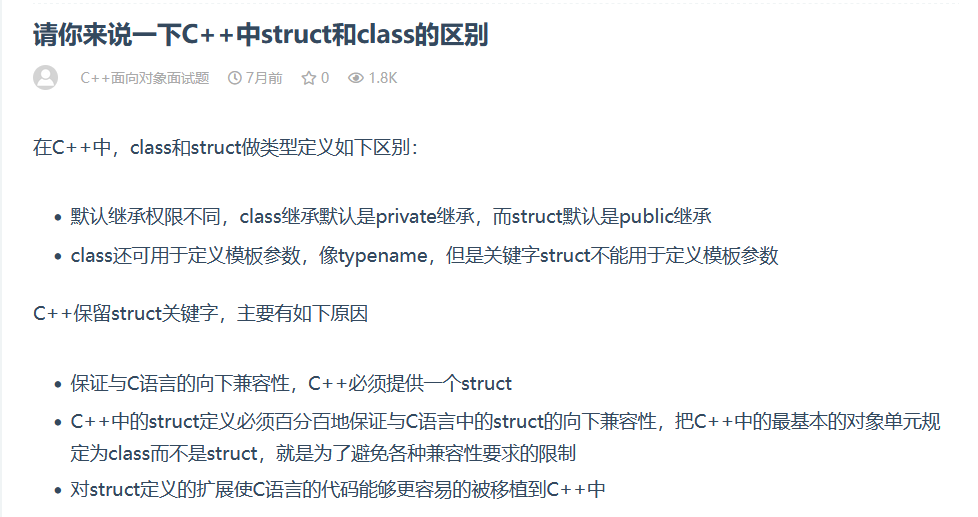 请你来说一下C++中struct和class的区别
C++面向对象面试题 7月前 0 1.8K
在C++中，class和struct做类型定义如下区别：
• 默认继承权限不同，class继承默认是private继承，而struct默认是public继承
• class还可用于定义模板参数，像typename，但是关键字struct不能用于定义模板参数
C++保留struct关键字，主要有如下原因
• 保证与C语言的向下兼容性，C++必须提供一个struct
• C++中的struct定义必须百分百地保证与C语言中的struct的向下兼容性，把C++中的最基本的对象单元规
定为class而不是struct，就是为了避免各种兼容性要求的限制
• 对struct定义的扩展使C语言的代码能够更容易的被移植到C++中